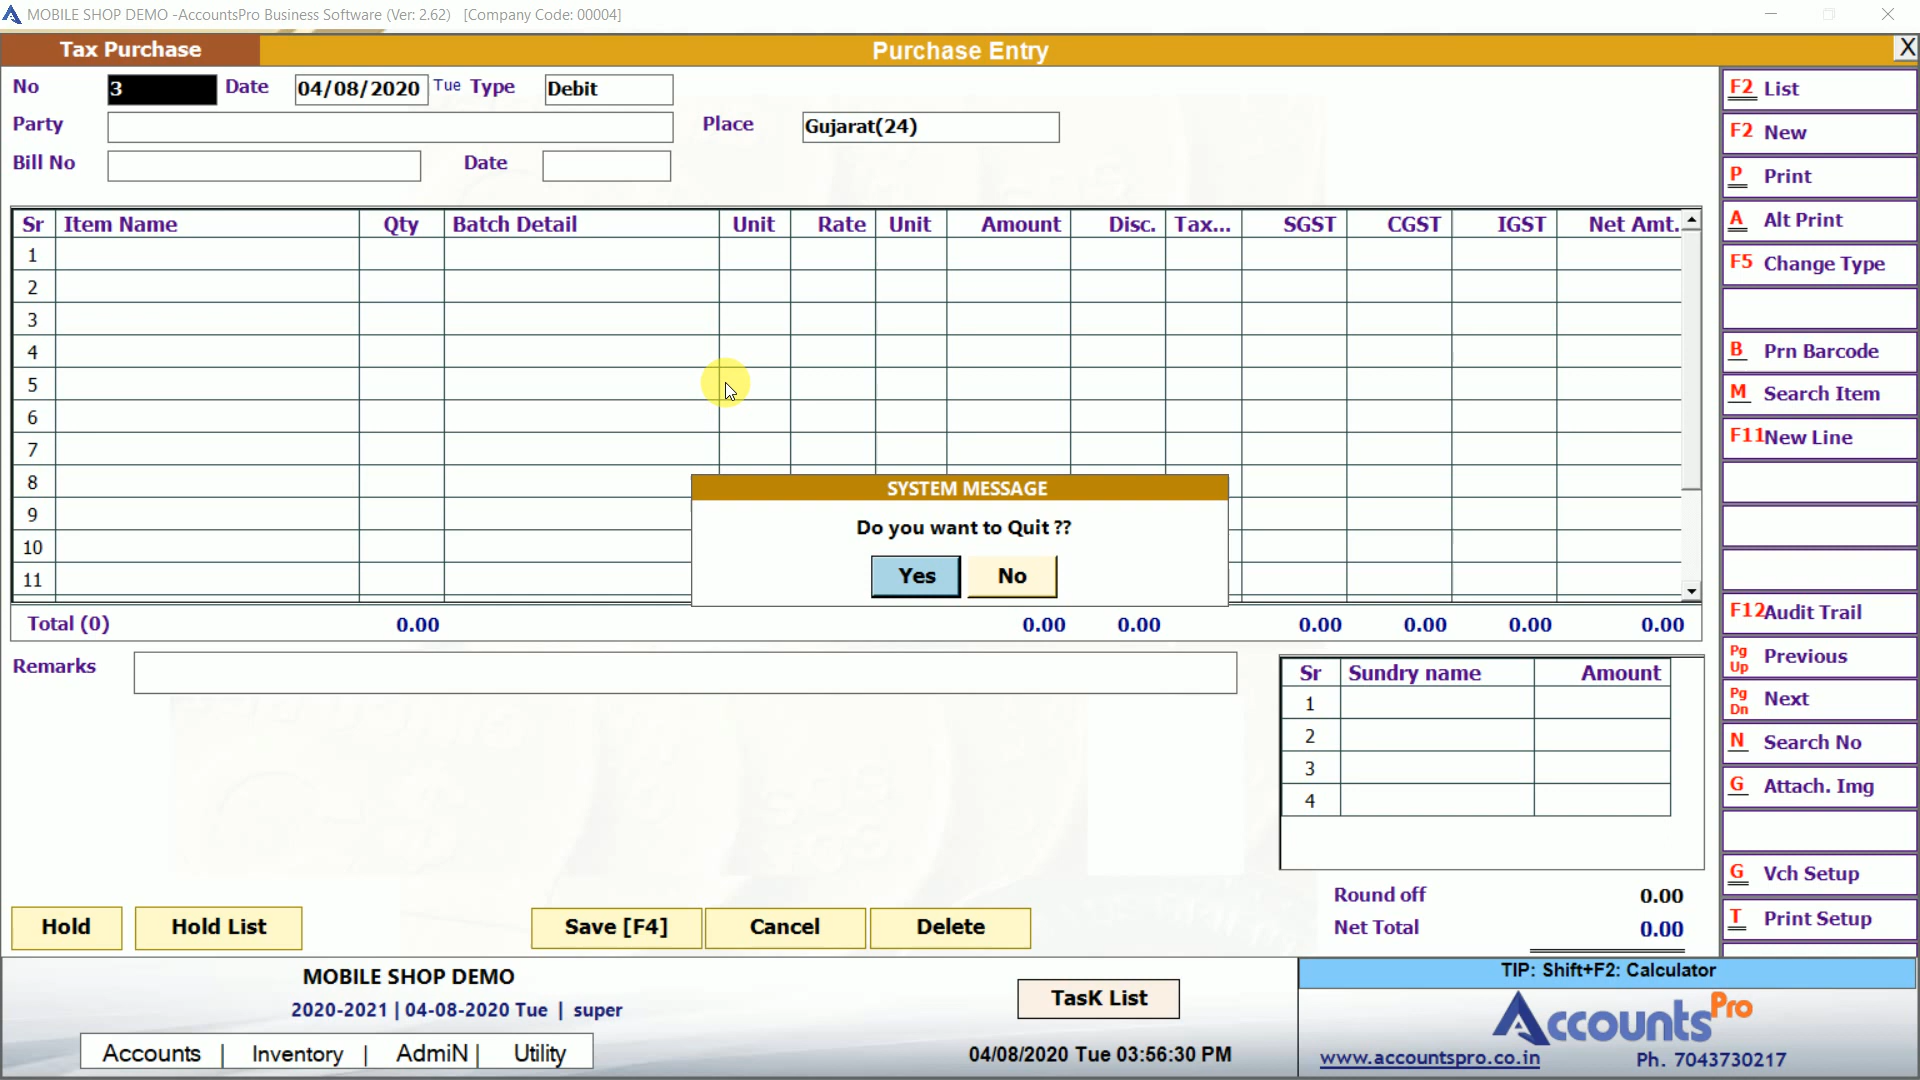 MOBILE SHOP DEMO -AccountsPro Business Software (Ver: 2.62) [Company Code: 00004]
Tax Purchase Purchase Entry X
No 3 Date 04/08/2020 Tue Type Debit
Party Place Gujarat(24)
Bill No Date
Sr Item Name Qty Batch Detail Unit Rate Unit Amount Disc. Tax... SGST CGST IGST Net Amt.
1
2
3
4
5
6
7
8
9
10
11
SYSTEM MESSAGE
Do you want to Quit ??
Yes No
Total (0) 0.00 0.00 0.00 0.00 0.00 0.00 0.00
Remarks
Sr Sundry name Amount
1
2
3
4
Round off 0.00
Net Total 0.00
Hold Hold List Save [F4] Cancel Delete
F2 List
F2 New
P Print
A Alt Print
F5 Change Type
B Prn Barcode
M Search Item
F11 New Line
F12 Audit Trail
Pg Up Previous
Pg Dn Next
N Search No
G Attach. Img
G Vch Setup
T Print Setup
MOBILE SHOP DEMO
2020-2021 | 04-08-2020 Tue | super
Accounts | Inventory | AdmiN | Utility
TasK List
04/08/2020 Tue 03:56:30 PM
TIP: Shift+F2: Calculator
AccountsPro
www.accountspro.co.in Ph. 7043730217